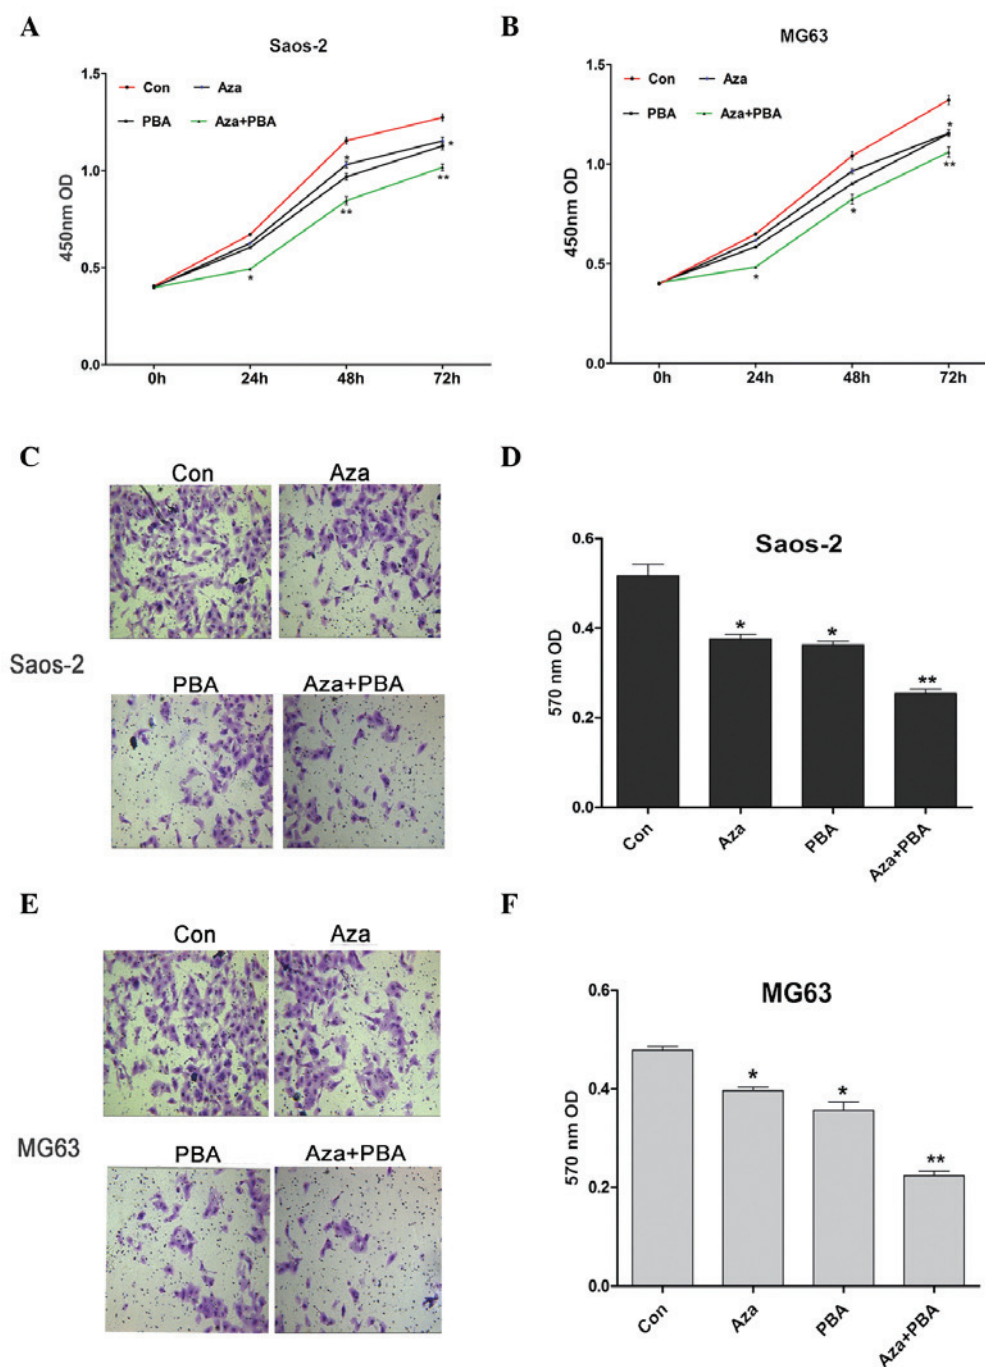 A
Saos-2
Con
Aza
PBA
Aza+PBA
450nm OD
1.5
1.0
0.5
0.0
*
*
*
**
**
0h
24h
48h
72h
B
MG63
Con
Aza
PBA
Aza+PBA
450nm OD
1.5
1.0
0.5
0.0
*
*
*
**
0h
24h
48h
72h
C
Con
Aza
Saos-2
PBA
Aza+PBA
D
Saos-2
570 nm OD
0.6
0.4
0.2
0.0
*
*
**
Con
Aza
PBA
Aza+PBA
E
Con
Aza
MG63
PBA
Aza+PBA
F
MG63
570 nm OD
0.6
0.4
0.2
0.0
*
*
**
Con
Aza
PBA
Aza+PBA